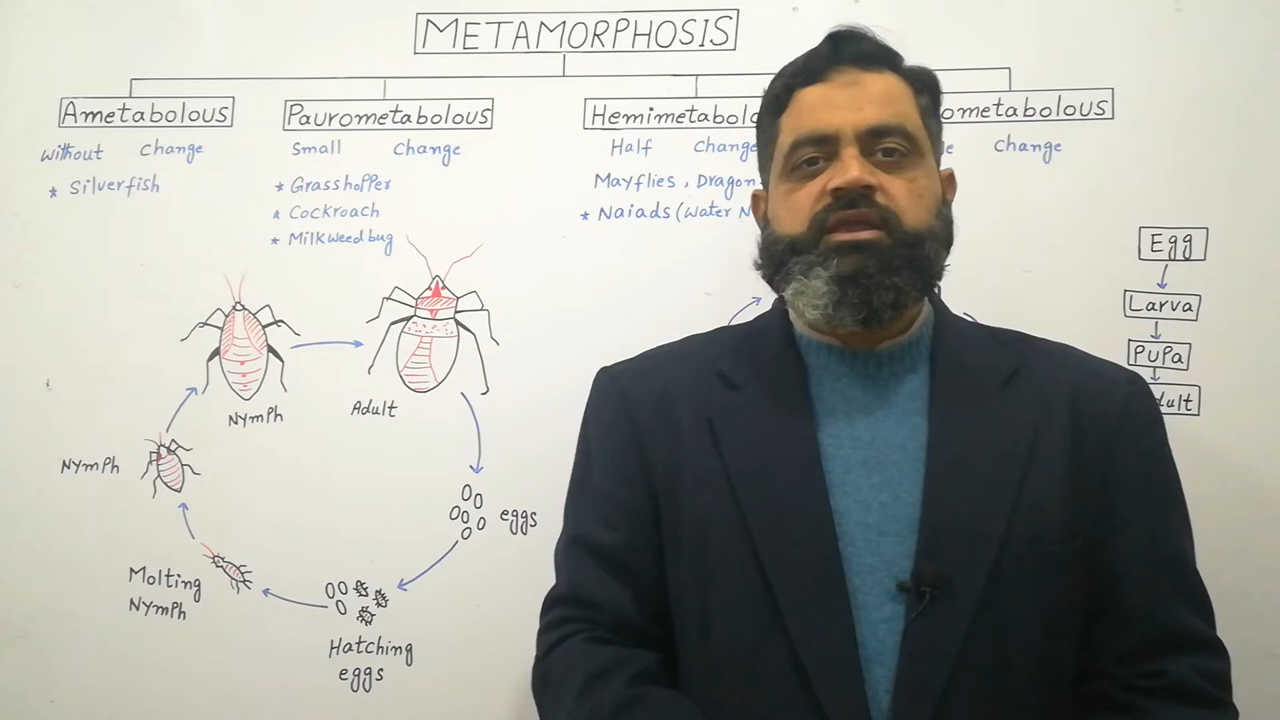 METAMORPHOSIS
Ametabolous
without change
* Silverfish
Paurometabolous
Small change
* Grasshopper
* Cockroach
* Milkweed bug
Hemimetabolo
Half change
Mayflies, Dragon
* Naiads (Water N
ometabolous
change
Egg
Larva
Pupa
dult
Nymph
Adult
Nymph
eggs
Molting
Nymph
Hatching
eggs